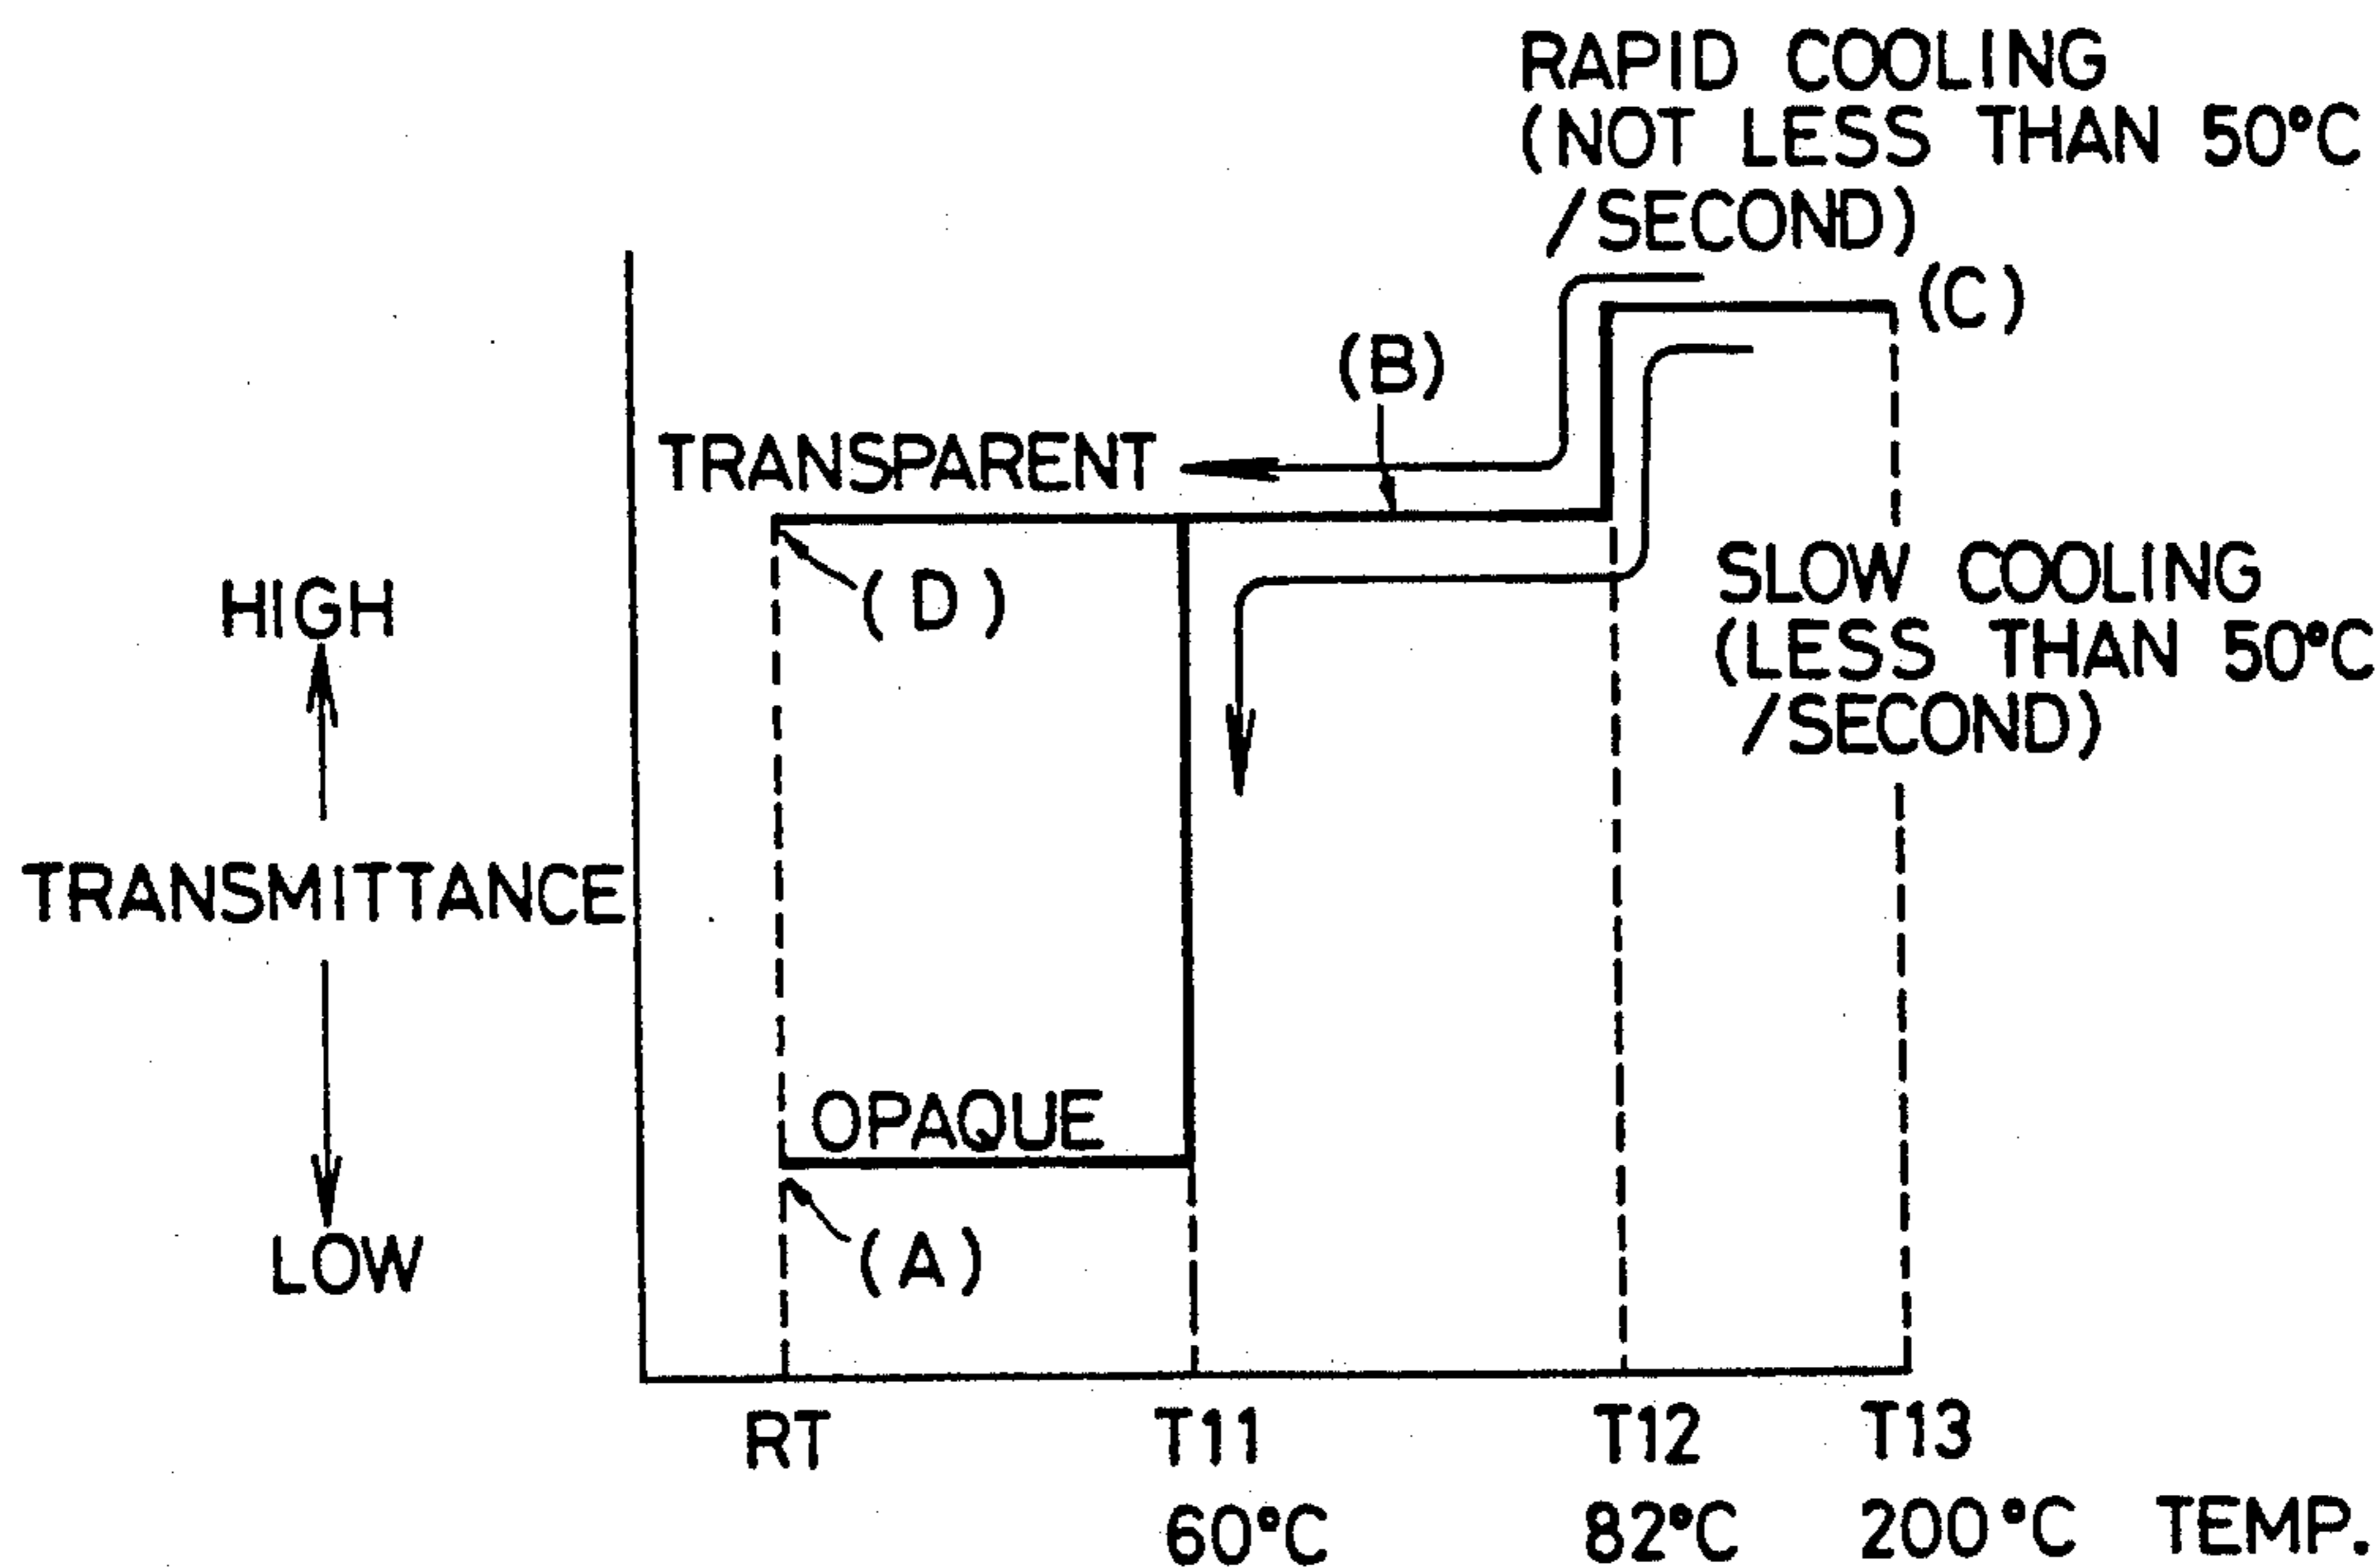 RAPID COOLING
(NOT LESS THAN 50°C
/SECOND)
(C)
(B)
TRANSPARENT
(D)
HIGH
SLOW COOLING
(LESS THAN 50°C
/SECOND)
TRANSMITTANCE
OPAQUE
(A)
LOW
RT T11 T12 T13
60°C 82°C 200°C TEMP.